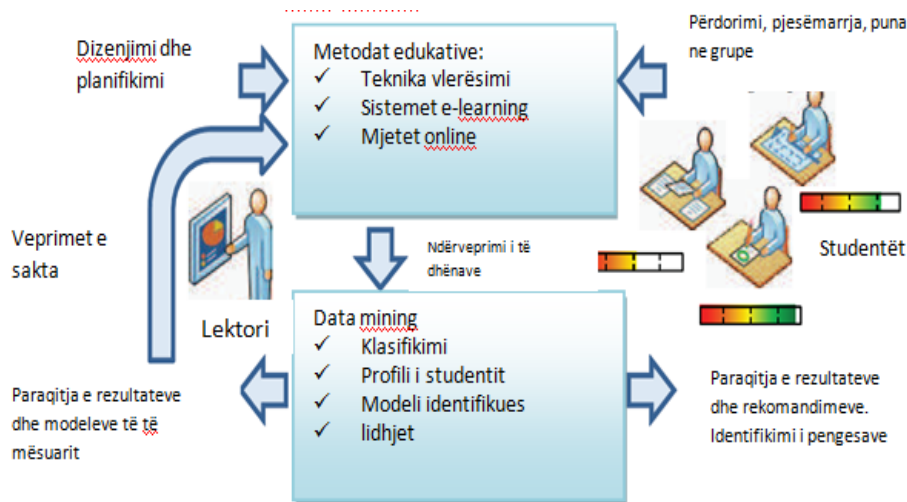 Dizenjimi dhe
planifikimi
Metodat edukative:
✓ Teknika vlerësimi
✓ Sistemet e-learning
✓ Mjetet online
Përdorimi, pjesëmarrja, puna
ne grupe
Veprimet e
sakta
Lektori
Ndërveprimi i të
dhënave
Studentët
Data mining
✓ Klasifikimi
✓ Profili i studentit
✓ Modeli identifikues
✓ lidhjet
Paraqitja e rezultateve
dhe modeleve të të
mësuarit
Paraqitja e rezultateve
dhe rekomandimeve.
Identifikimi i pengesave